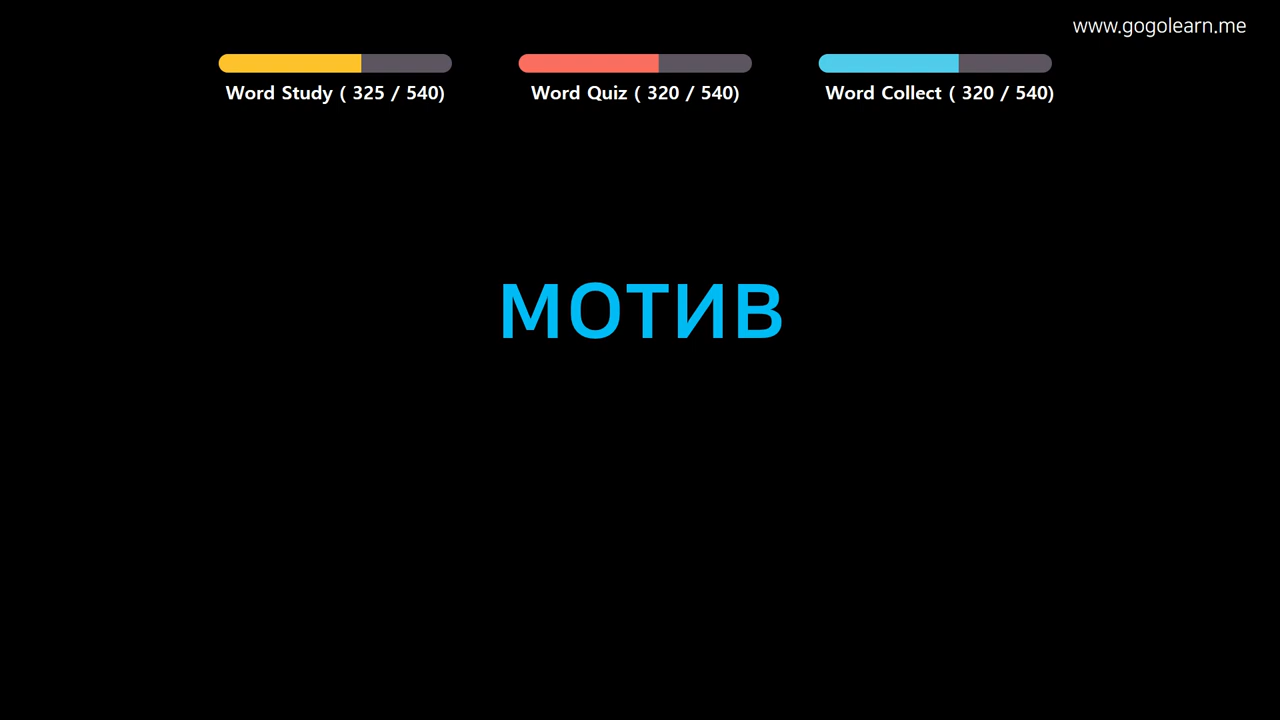 www.gogolearn.me
Word Study ( 325 / 540)
Word Quiz ( 320 / 540)
Word Collect ( 320 / 540)
мотив